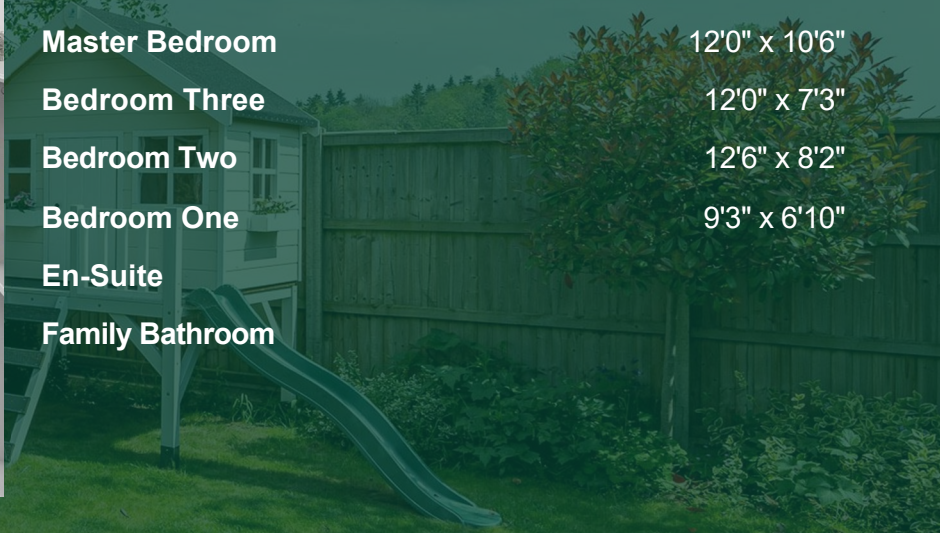 Master Bedroom 12'0" x 10'6"
Bedroom Three 12'0" x 7'3"
Bedroom Two 12'6" x 8'2"
Bedroom One 9'3" x 6'10"
En-Suite
Family Bathroom